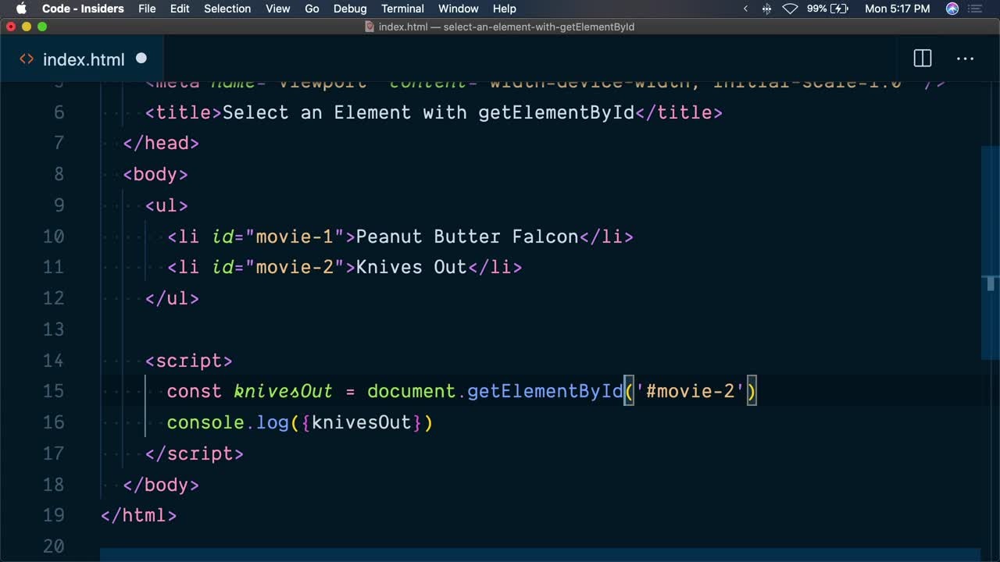 Code - Insiders File Edit Selection View Go Debug Terminal Window Help 99% Mon 5:17 PM
index.html — select-an-element-with-getElementById
<> index.html
5 <meta name="viewport" content="width=device-width, initial-scale=1.0" />
6 <title>Select an Element with getElementById</title>
7 </head>
8 <body>
9 <ul>
10 <li id="movie-1">Peanut Butter Falcon</li>
11 <li id="movie-2">Knives Out</li>
12 </ul>
13
14 <script>
15 const knivesOut = document.getElementById('#movie-2')
16 console.log({knivesOut})
17 </script>
18 </body>
19 </html>
20